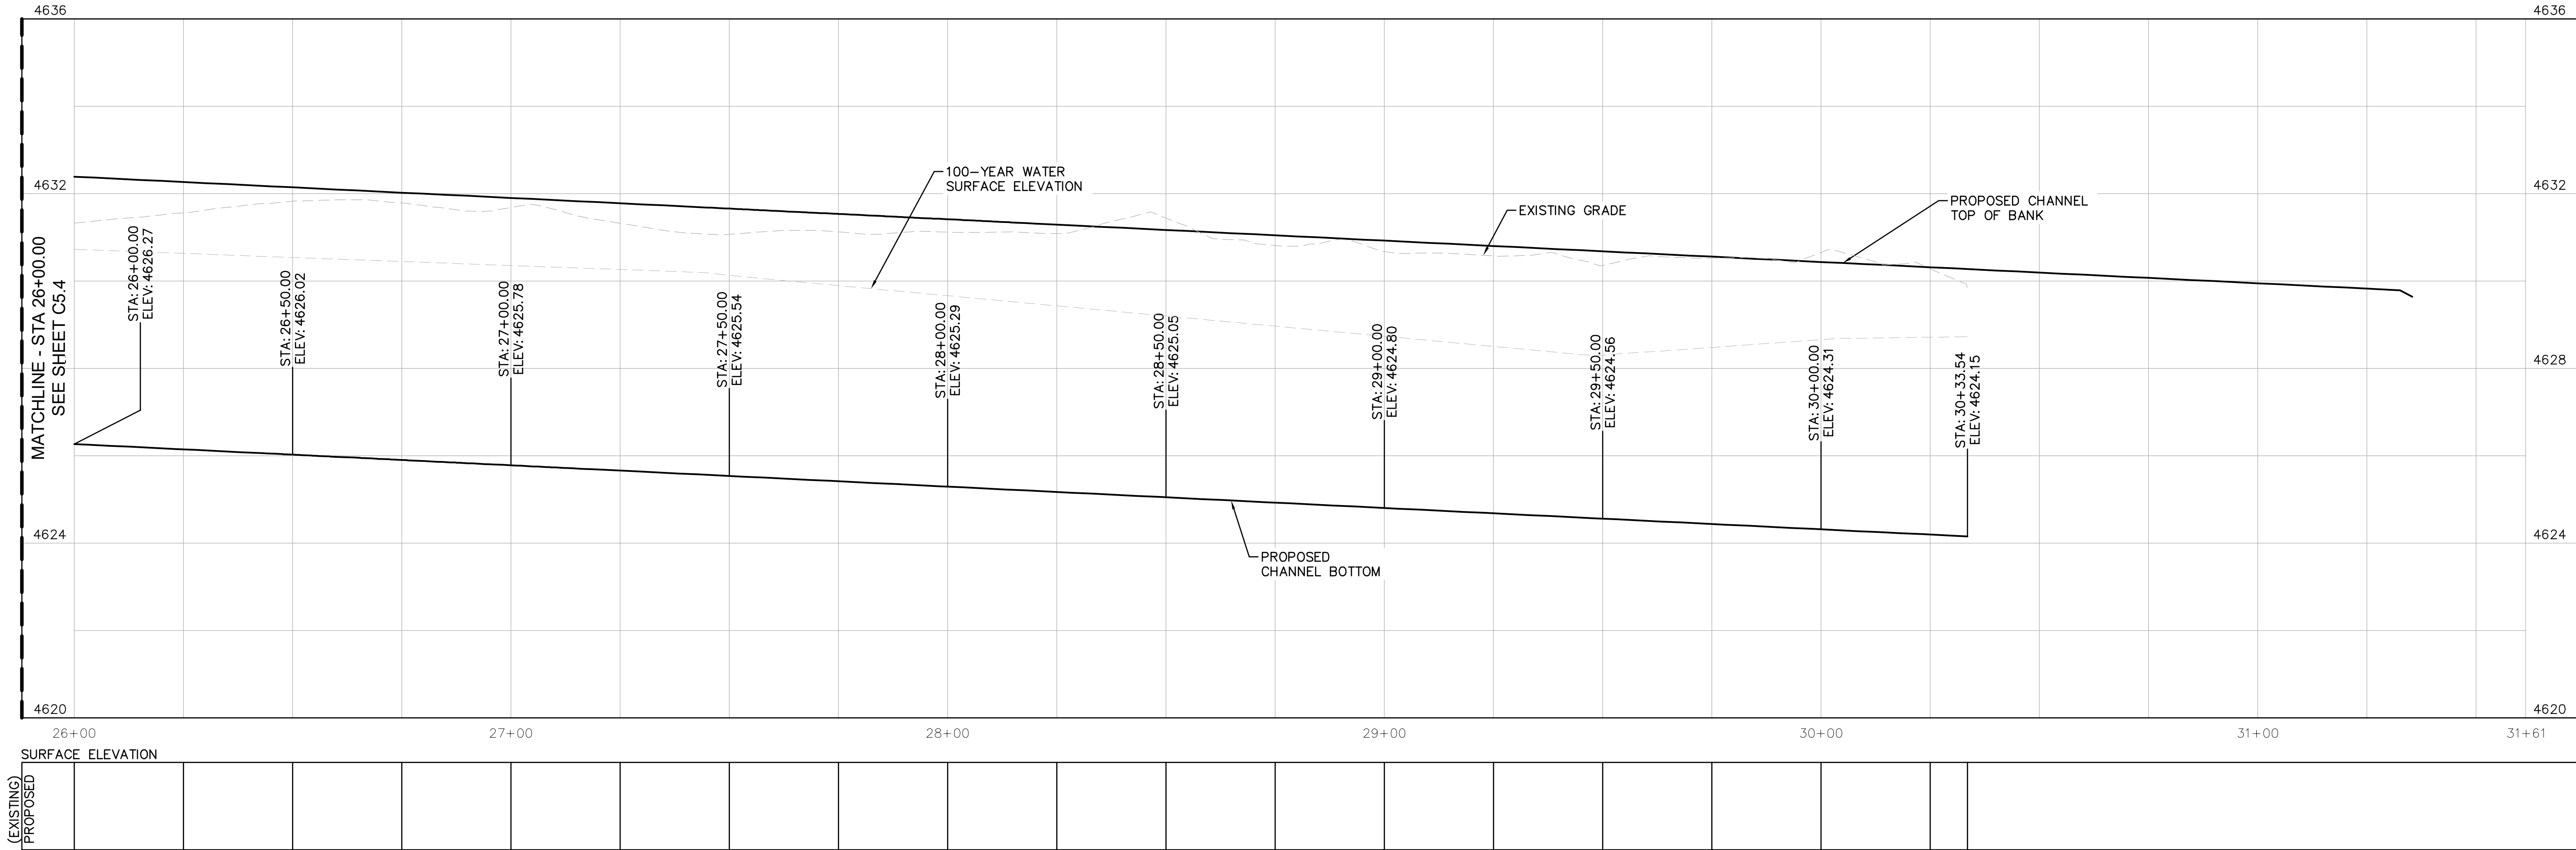 4636
4636
4632
4632
4628
4624
4624
4620
4620
MATCHLINE - STA 26+00.00
SEE SHEET C5.4
100-YEAR WATER
SURFACE ELEVATION
EXISTING GRADE
PROPOSED CHANNEL
TOP OF BANK
STA: 26+00.00
ELEV: 4626.27
STA: 26+50.00
ELEV: 4626.02
STA: 27+00.00
ELEV: 4625.78
STA: 27+50.00
ELEV: 4625.54
STA: 28+00.00
ELEV: 4625.29
STA: 28+50.00
ELEV: 4625.05
STA: 29+00.00
ELEV: 4624.80
STA: 29+50.00
ELEV: 4624.56
STA: 30+00.00
ELEV: 4624.31
STA: 30+33.54
ELEV: 4624.15
PROPOSED
CHANNEL BOTTOM
26+00
27+00
28+00
29+00
30+00
31+00
31+61
SURFACE ELEVATION
(EXISTING)
PROPOSED